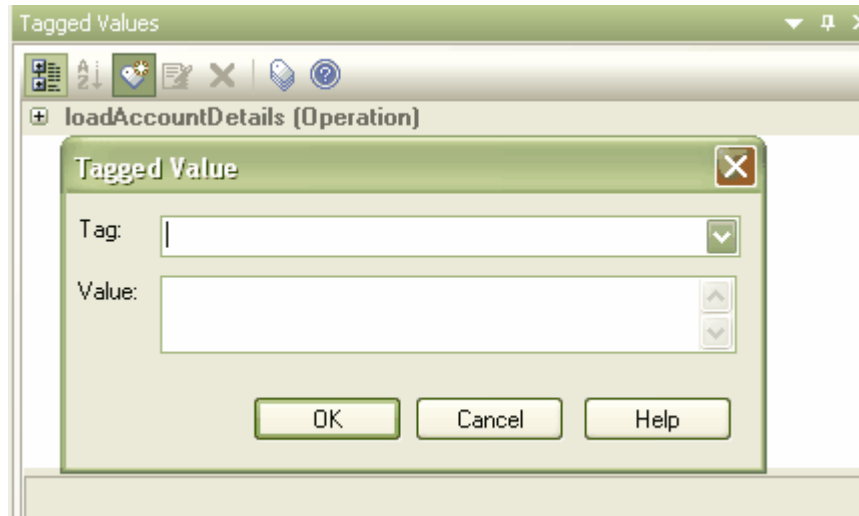 Tagged Values
loadAccountDetails (Operation)
Tagged Value
Tag:
Value:
OK Cancel Help